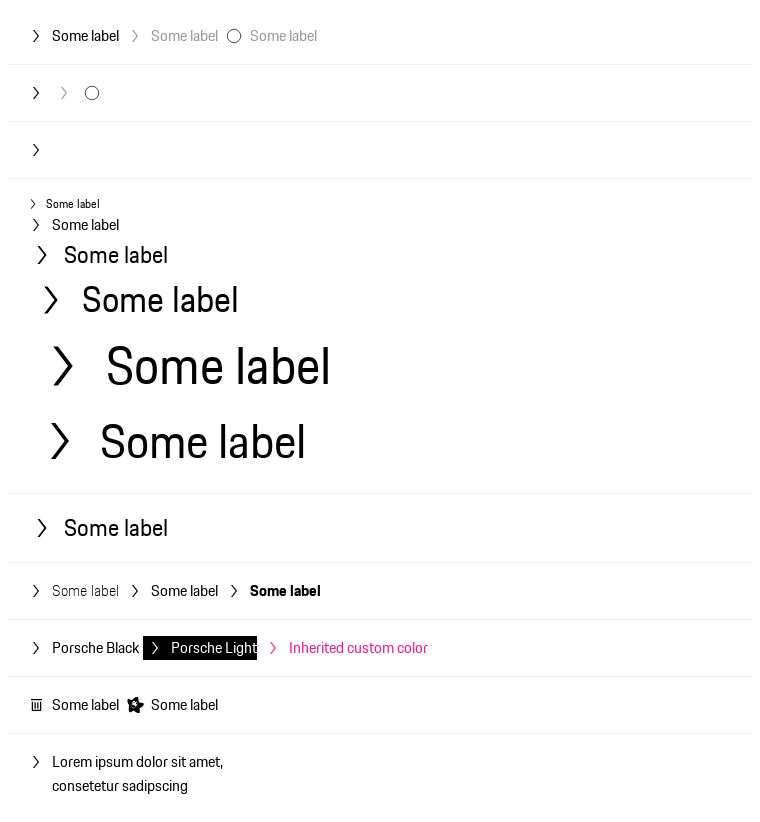 Some label Some label Some label
Some label
Some label
Some label
Some label
Some label
Some label
Some label
Some label Some label Some label
Porsche Black Porsche Light Inherited custom color
Some label Some label
Lorem ipsum dolor sit amet,
consetetur sadipscing